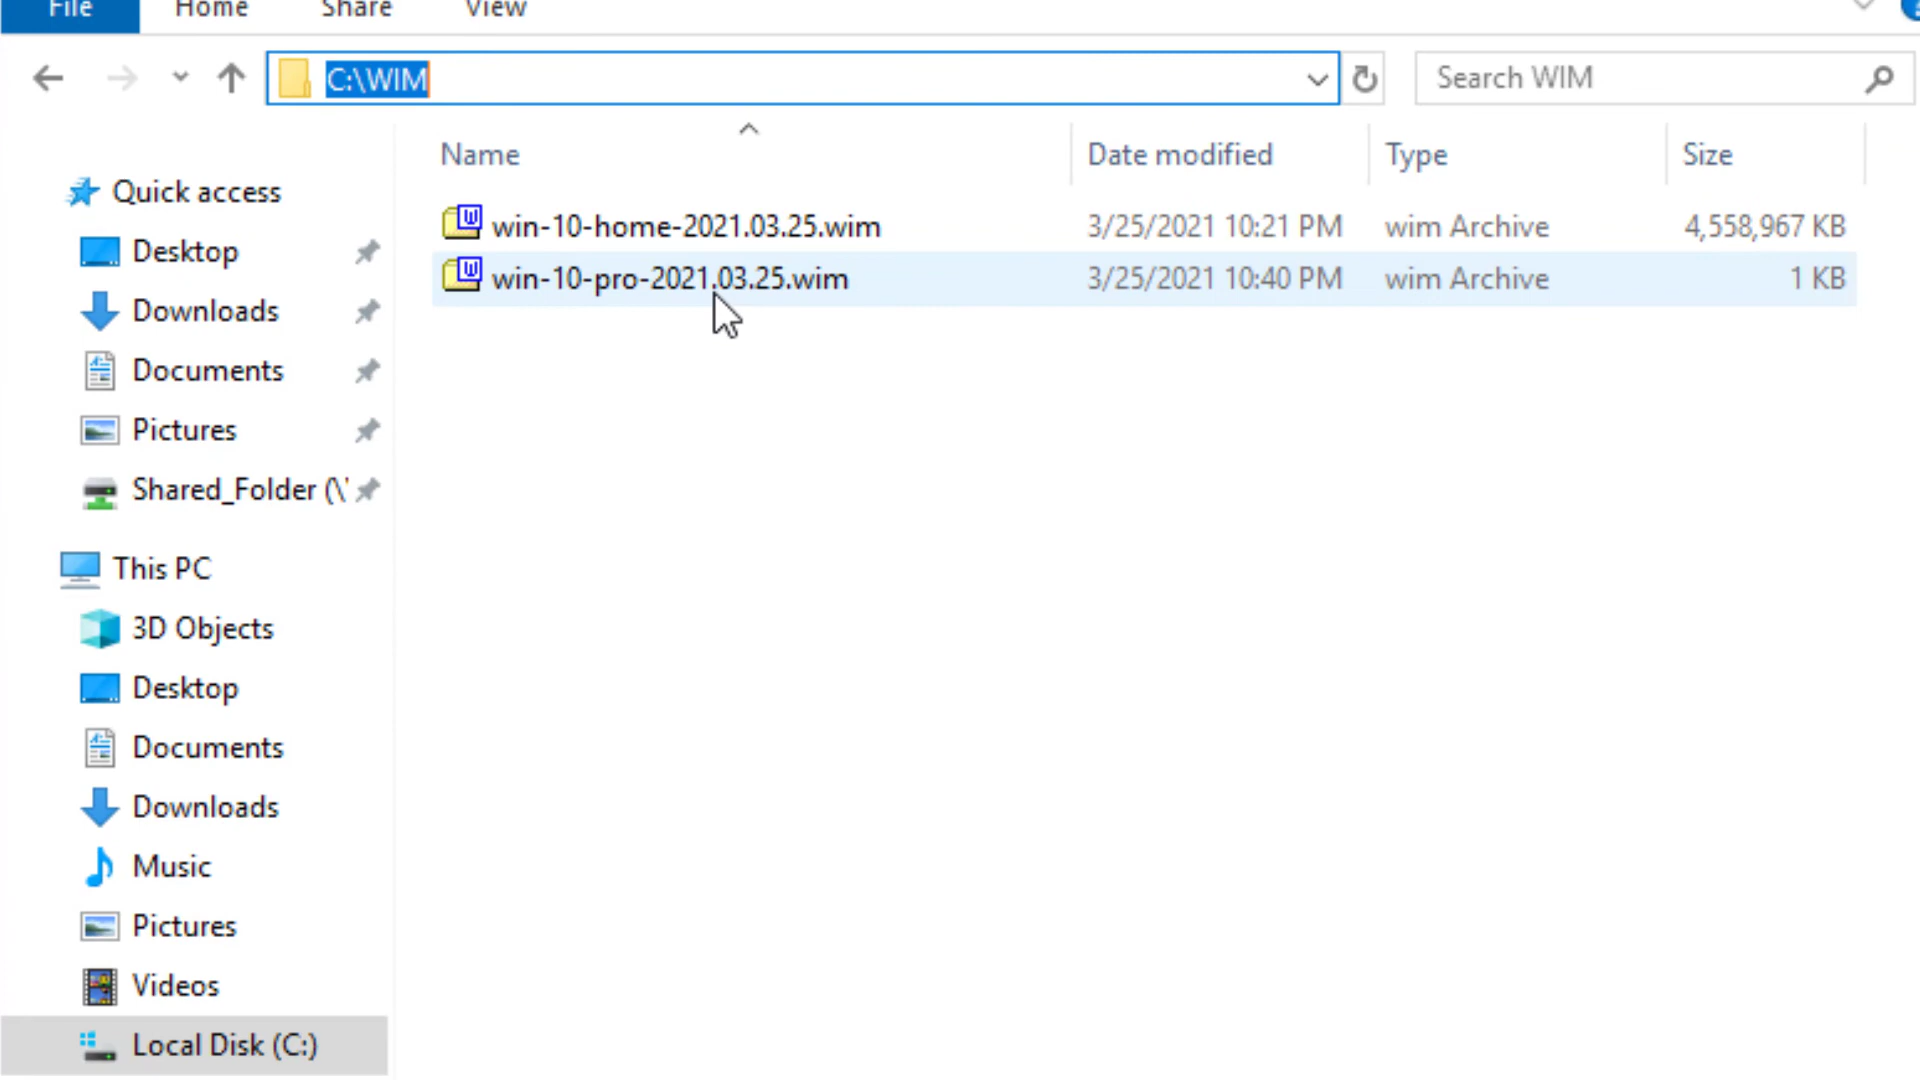 File Home Share View
C:\WIM
Search WIM
Name Date modified Type Size
win-10-home-2021.03.25.wim 3/25/2021 10:21 PM wim Archive 4,558,967 KB
win-10-pro-2021.03.25.wim 3/25/2021 10:40 PM wim Archive 1 KB
Quick access
Desktop
Downloads
Documents
Pictures
Shared_Folder (\\
This PC
3D Objects
Desktop
Documents
Downloads
Music
Pictures
Videos
Local Disk (C:)